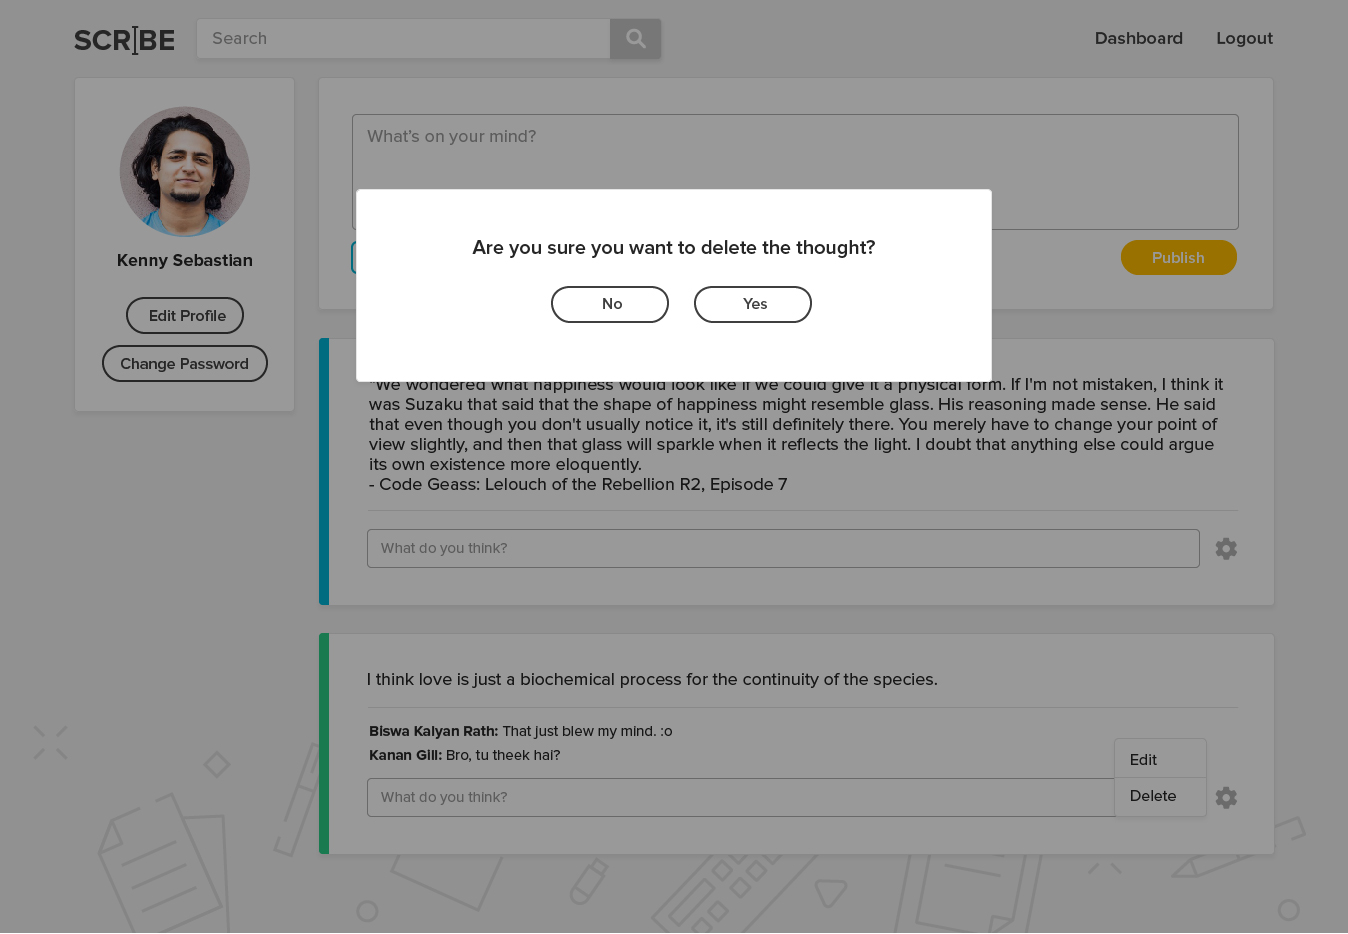 SCRIBE
Search
Dashboard
Logout
What's on your mind?
Kenny Sebastian
Edit Profile
Change Password
Are you sure you want to delete the thought?
No
Yes
Publish
"We wondered what happiness would look like if we could give it a physical form. If I'm not mistaken, I think it
was Suzaku that said that the shape of happiness might resemble glass. His reasoning made sense. He said
that even though you don't usually notice it, it's still definitely there. You merely have to change your point of
view slightly, and then that glass will sparkle when it reflects the light. I doubt that anything else could argue
its own existence more eloquently.
- Code Geass: Lelouch of the Rebellion R2, Episode 7
What do you think?
I think love is just a biochemical process for the continuity of the species.
Biswa Kalyan Rath: That just blew my mind. :o
Kanan Gill: Bro, tu theek hai?
What do you think?
Edit
Delete